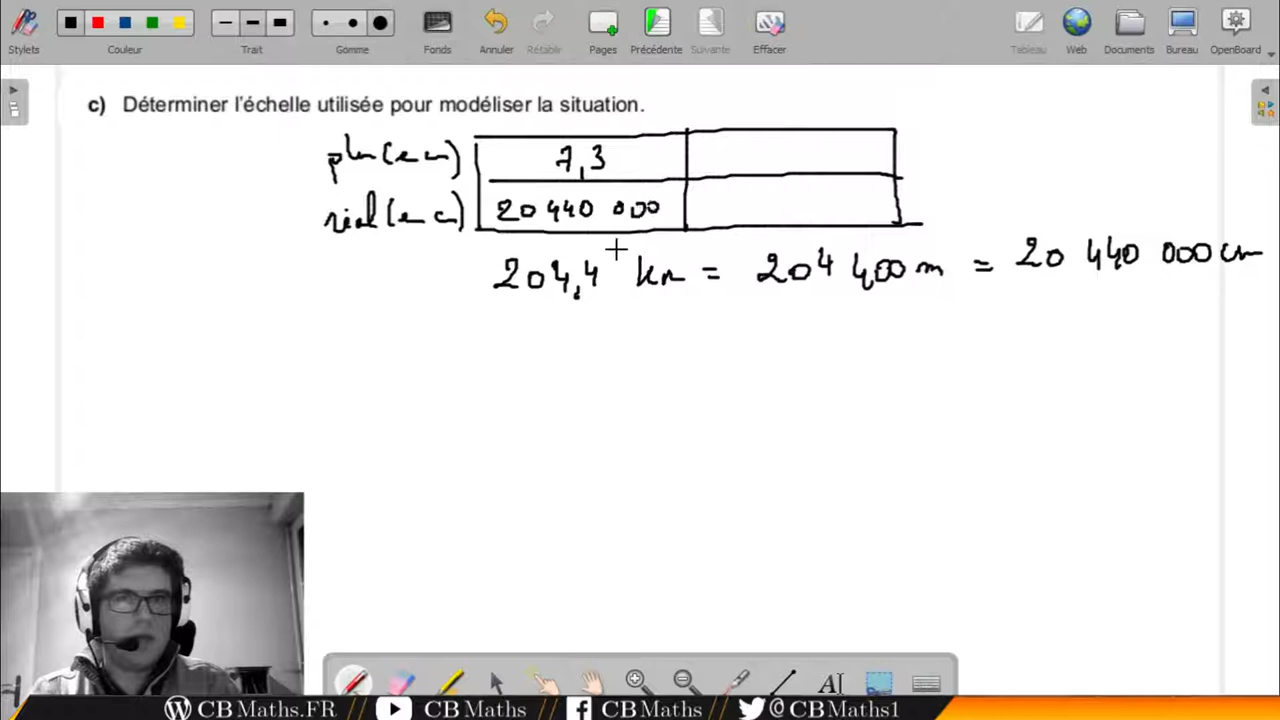 Stylets Couleur Trait Gomme Fonds Annuler Rétablir Pages Précédente Suivante Effacer Tableau Web Documents Bureau OpenBoard
c) Déterminer l'échelle utilisée pour modéliser la situation.
plan (en cm) 7,3
réel (en cm) 20 440 000
204,4 km = 204 400 m = 20 440 000 cm
CBMaths.FR CBMaths CBMaths @CBMaths1